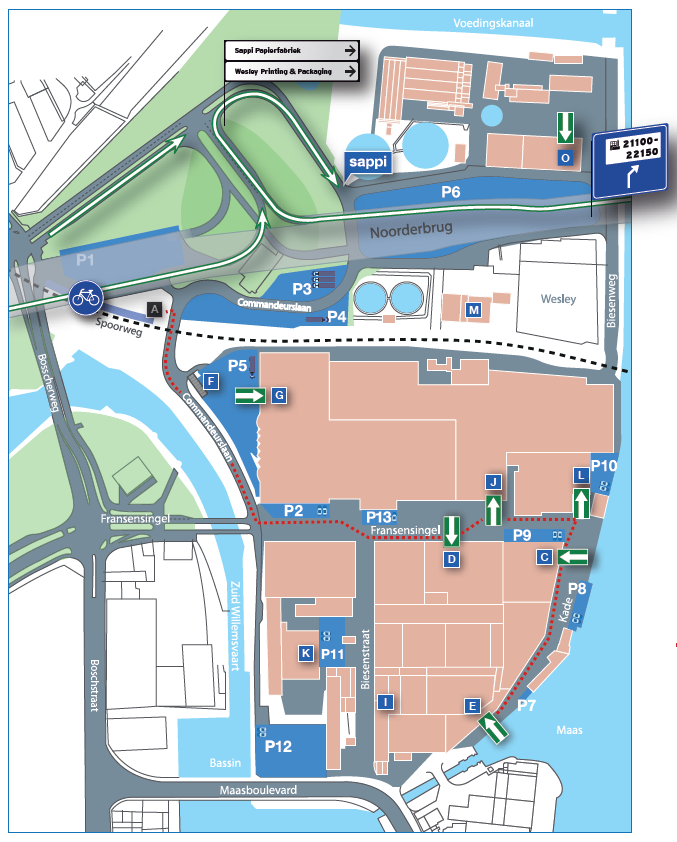 Voedingskanaal
Sappi Papierfabriek
Wesley Printing & Packaging
O
21100-
22150
sappi
P6
Noorderbrug
P1
P3
Commandeurslaan
P4
A
M
Wesley
Biesenweg
Spoorweg
Bosscherweg
P5
F
G
Commandeurslaan
P10
L
J
P2
P13
Fransensingel
Fransensingel
P9
D
C
P8
Kade
Zuid Willemsvaart
K
P11
Biesenstraat
I
E
P7
Boschstraat
P12
Maas
Bassin
Maasboulevard